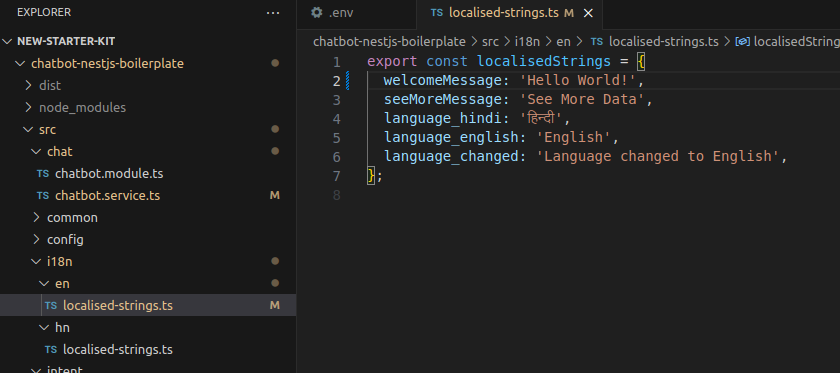 EXPLORER ...
NEW-STARTER-KIT
chatbot-nestjs-boilerplate
dist
node_modules
src
chat
TS chatbot.module.ts
TS chatbot.service.ts M
common
config
i18n
en
TS localised-strings.ts M
hn
TS localised-strings.ts
intent
.env
TS localised-strings.ts M
chatbot-nestjs-boilerplate > src > i18n > en > TS localised-strings.ts > localisedString
1 export const localisedStrings = {
2 welcomeMessage: 'Hello World!',
3 seeMoreMessage: 'See More Data',
4 language_hindi: 'हिन्दी',
5 language_english: 'English',
6 language_changed: 'Language changed to English',
7 };
8